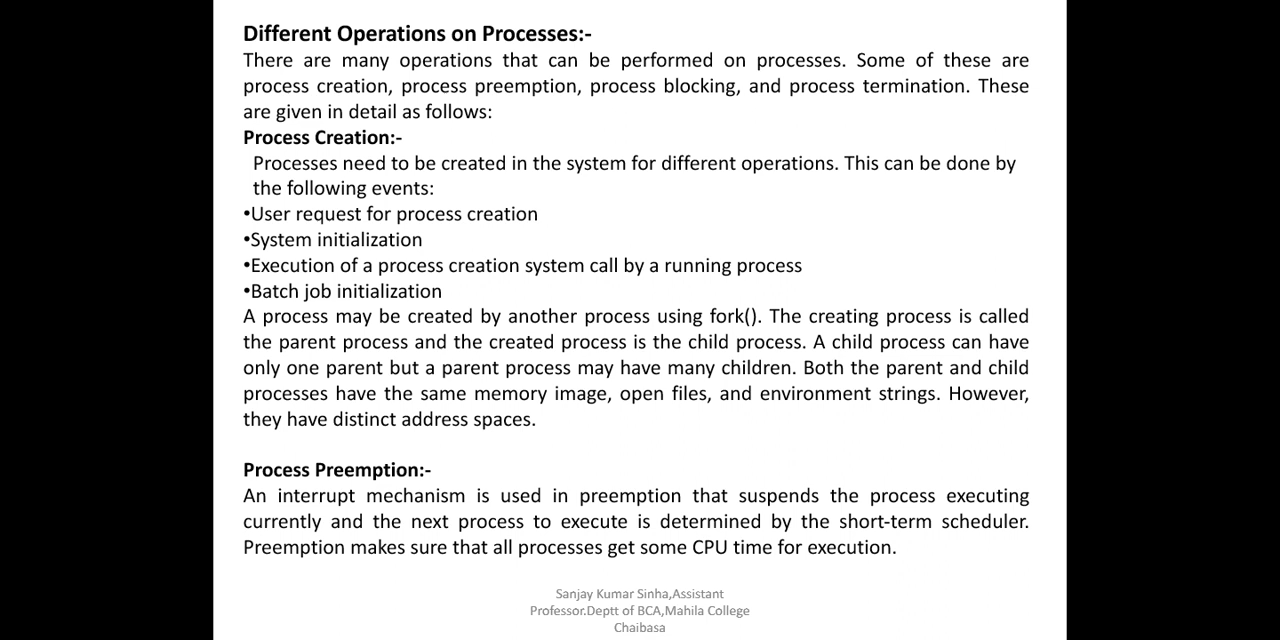 Different Operations on Processes:-
There are many operations that can be performed on processes. Some of these are
process creation, process preemption, process blocking, and process termination. These
are given in detail as follows:
Process Creation:-
Processes need to be created in the system for different operations. This can be done by
the following events:
•User request for process creation
•System initialization
•Execution of a process creation system call by a running process
•Batch job initialization
A process may be created by another process using fork(). The creating process is called
the parent process and the created process is the child process. A child process can have
only one parent but a parent process may have many children. Both the parent and child
processes have the same memory image, open files, and environment strings. However,
they have distinct address spaces.
Process Preemption:-
An interrupt mechanism is used in preemption that suspends the process executing
currently and the next process to execute is determined by the short-term scheduler.
Preemption makes sure that all processes get some CPU time for execution.
Sanjay Kumar Sinha,Assistant
Professor.Deptt of BCA,Mahila College
Chaibasa